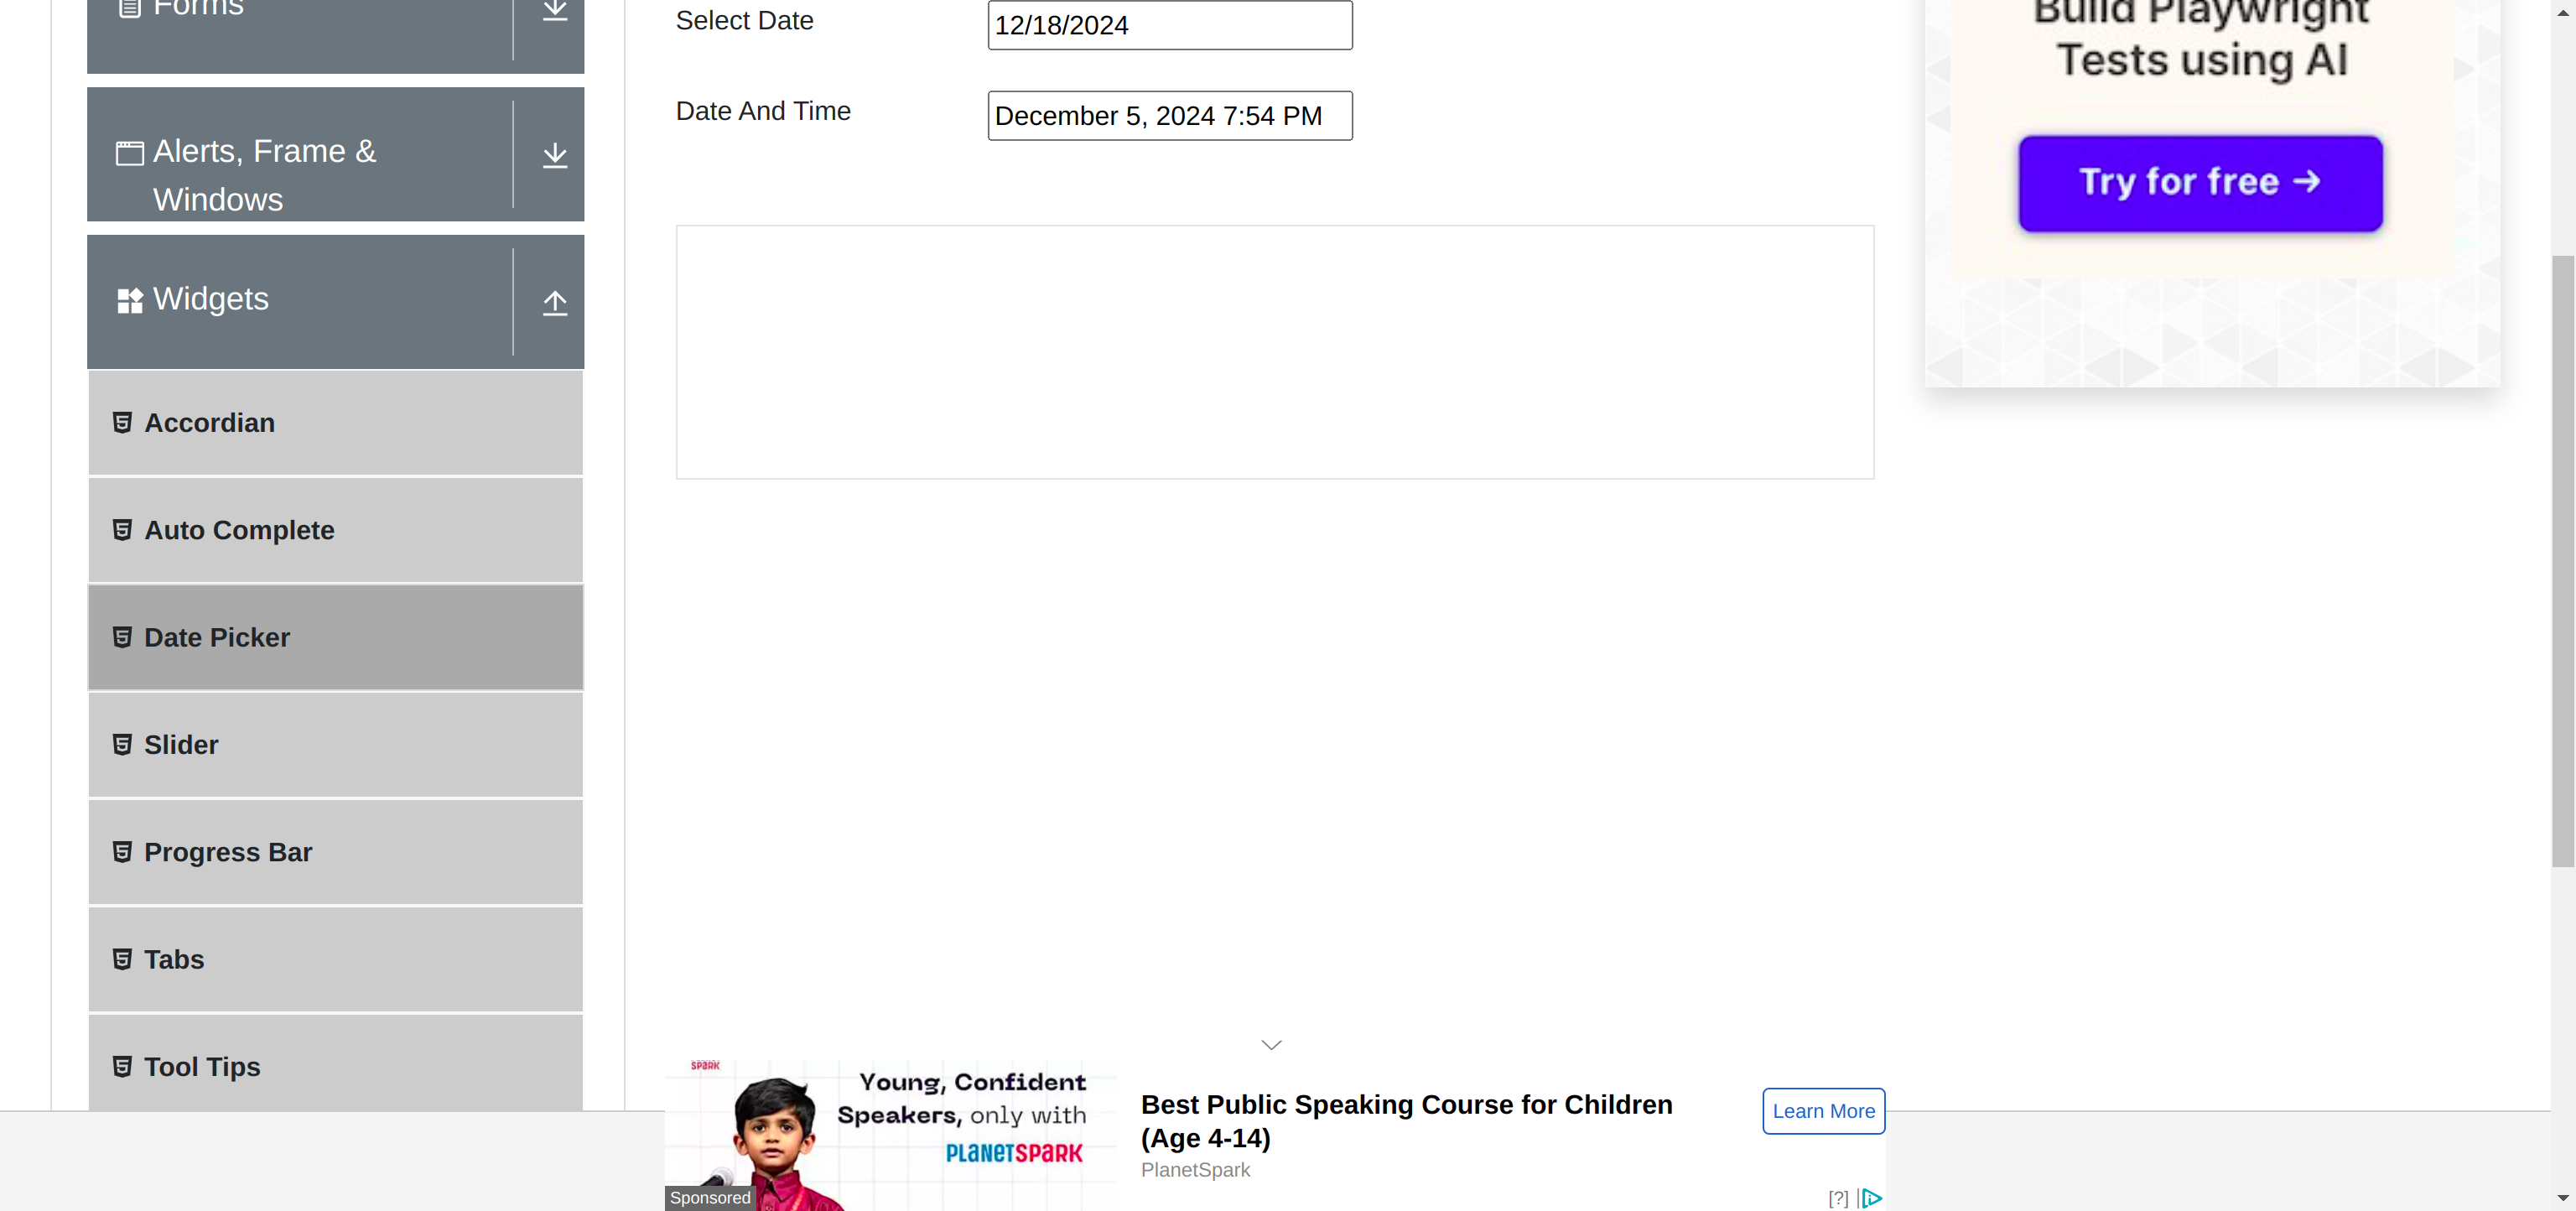 Forms
Alerts, Frame &
Windows
Widgets
Accordian
Auto Complete
Date Picker
Slider
Progress Bar
Tabs
Tool Tips
Select Date
12/18/2024
Date And Time
December 5, 2024 7:54 PM
Build Playwright
Tests using AI
Try for free →
SPARK
Young, Confident
Speakers, only with
PLANETSPARK
Sponsored
Best Public Speaking Course for Children
(Age 4-14)
PlanetSpark
Learn More
[?]